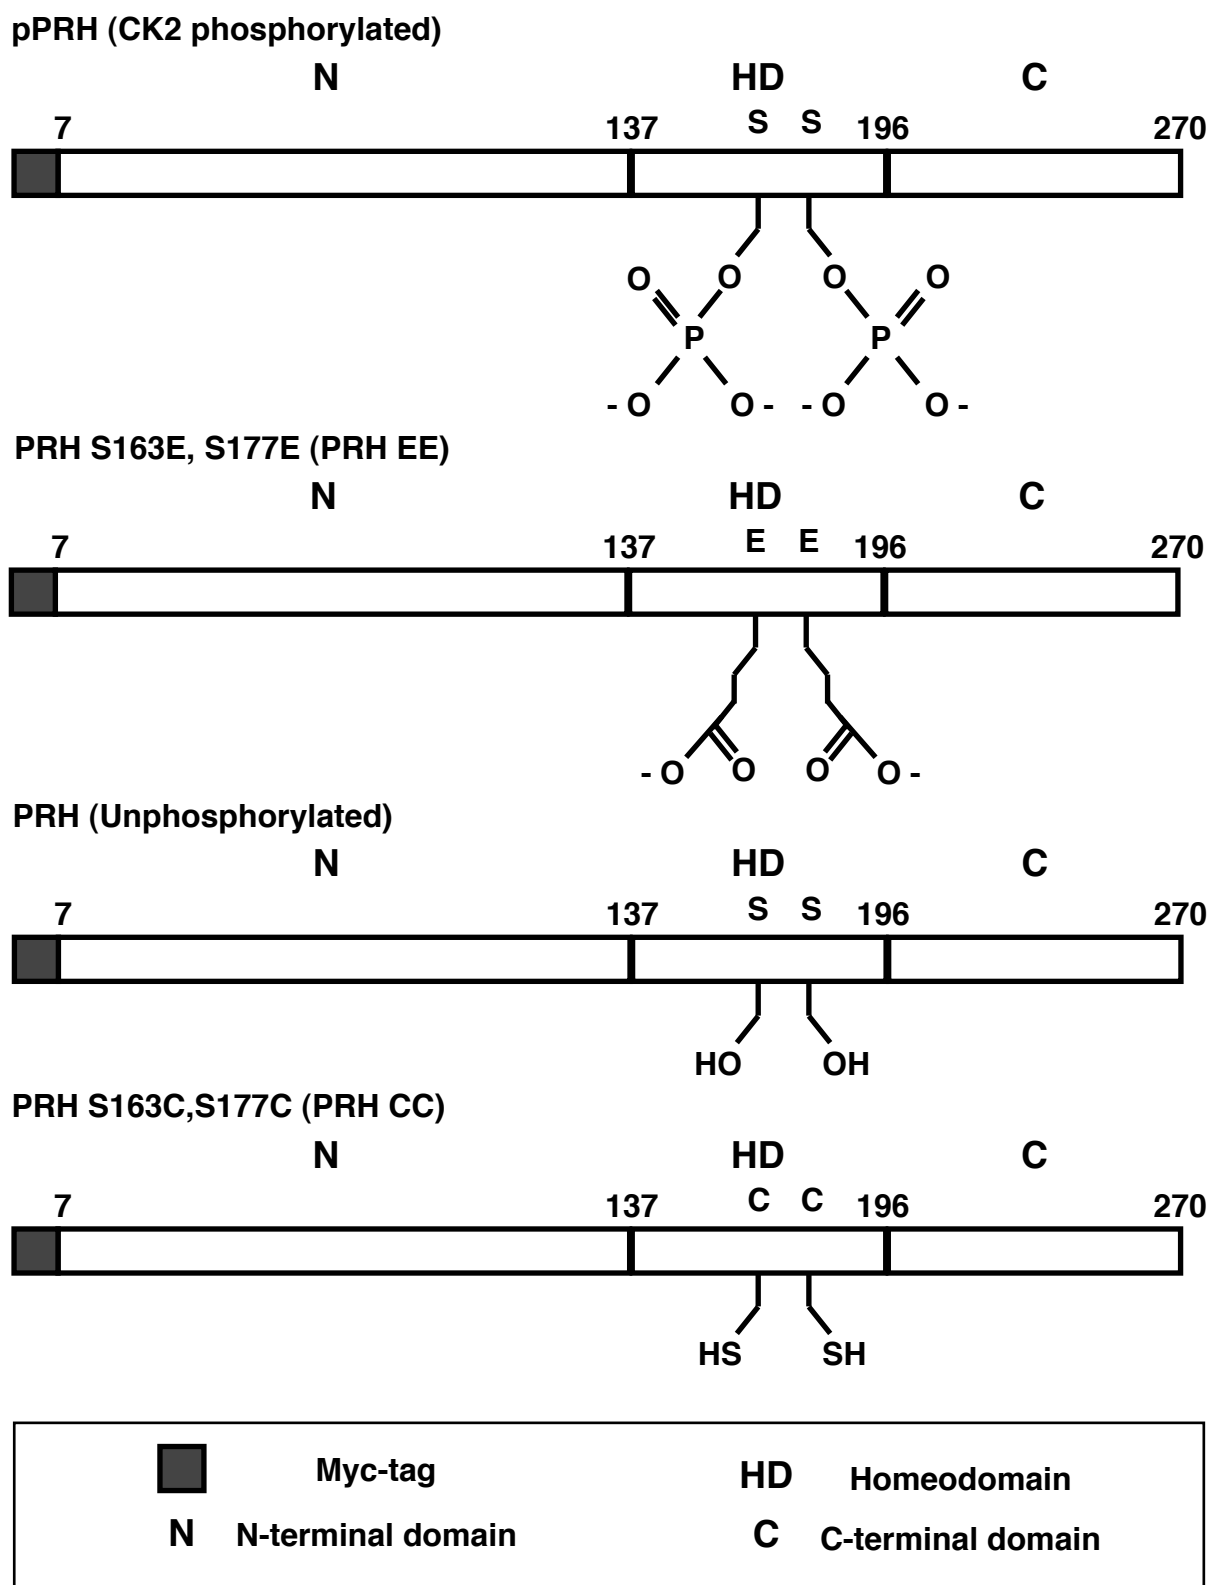 pPRH (CK2 phosphorylated)
N HD C
7 137 S S 196 270
O O O O
P P
- O O - - O O -
PRH S163E, S177E (PRH EE)
N HD C
7 137 E E 196 270
- O O O O -
PRH (Unphosphorylated)
N HD C
7 137 S S 196 270
HO OH
PRH S163C,S177C (PRH CC)
N HD C
7 137 C C 196 270
HS SH
Myc-tag HD Homeodomain
N N-terminal domain C C-terminal domain